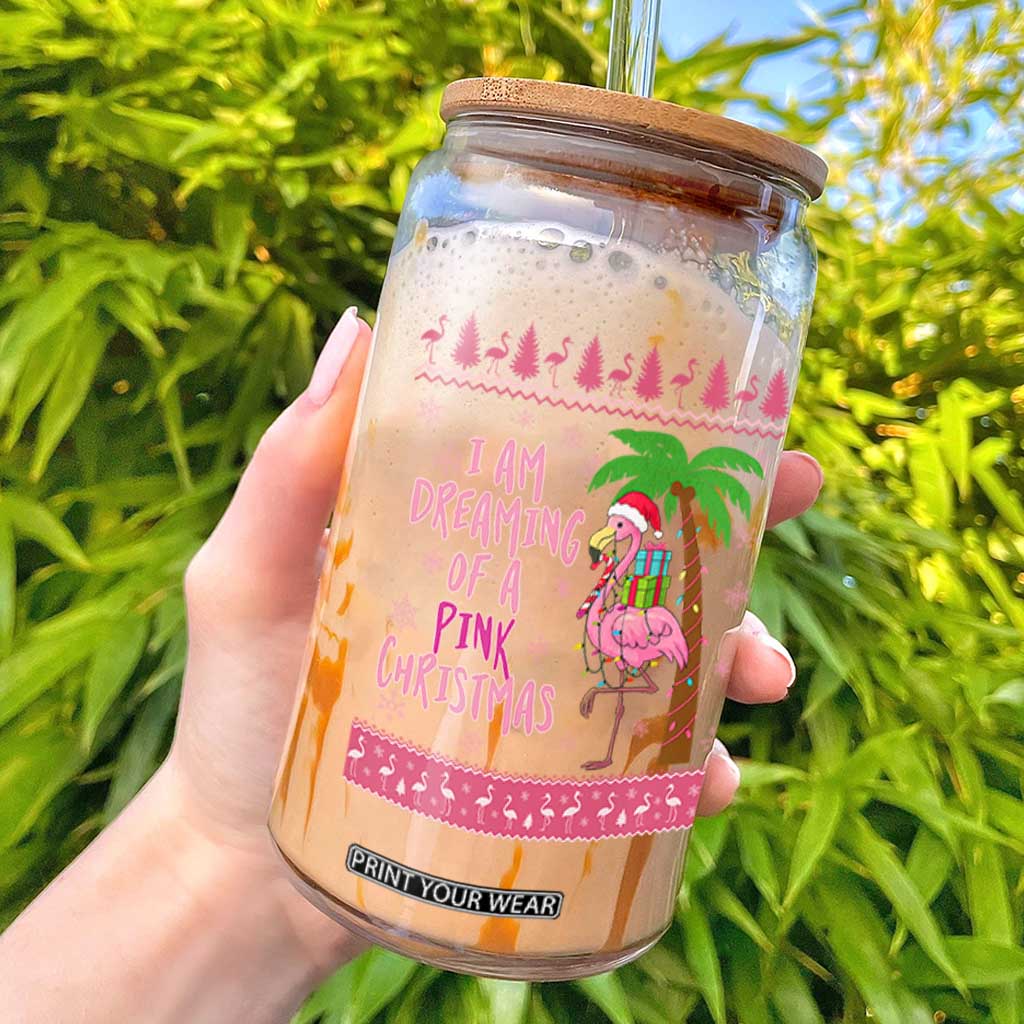 I AM
DREAMING
OF A
PINK
CHRISTMAS
PRINT YOUR WEAR